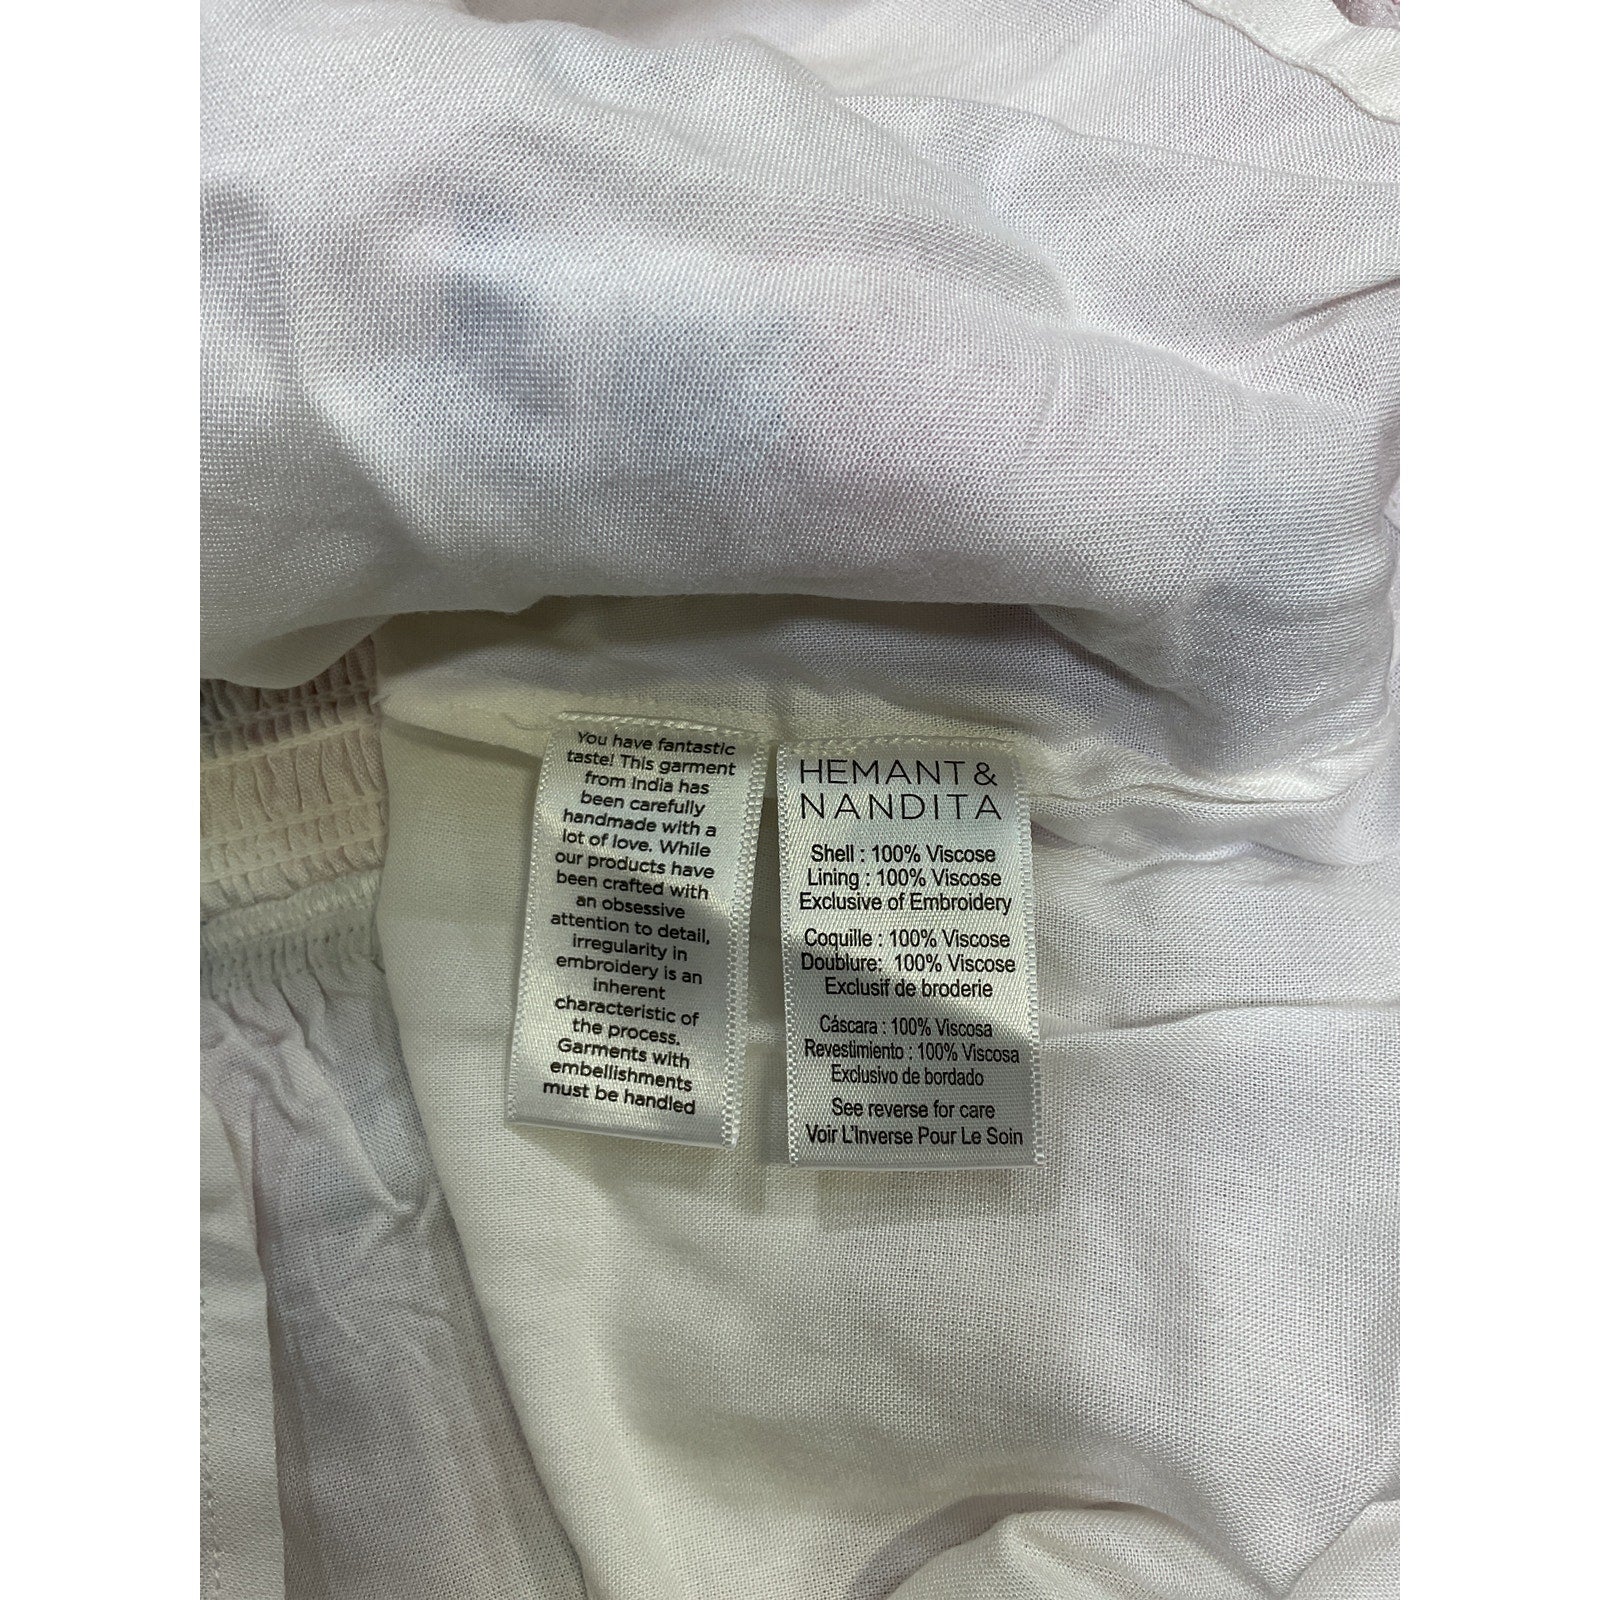 You have fantastic
taste! This garment
from India has
been carefully
handmade with a
lot of love. While
our products have
been crafted with
an obsessive
attention to detail,
irregularity in
embroidery is an
inherent
characteristic of
the process.
Garments with
embellishments
must be handled
HEMANT &
NANDITA
Shell : 100% Viscose
Lining : 100% Viscose
Exclusive of Embroidery
Coquille : 100% Viscose
Doublure: 100% Viscose
Exclusif de broderie
Cáscara : 100% Viscosa
Revestimiento : 100% Viscosa
Exclusivo de bordado
See reverse for care
Voir L'Inverse Pour Le Soin